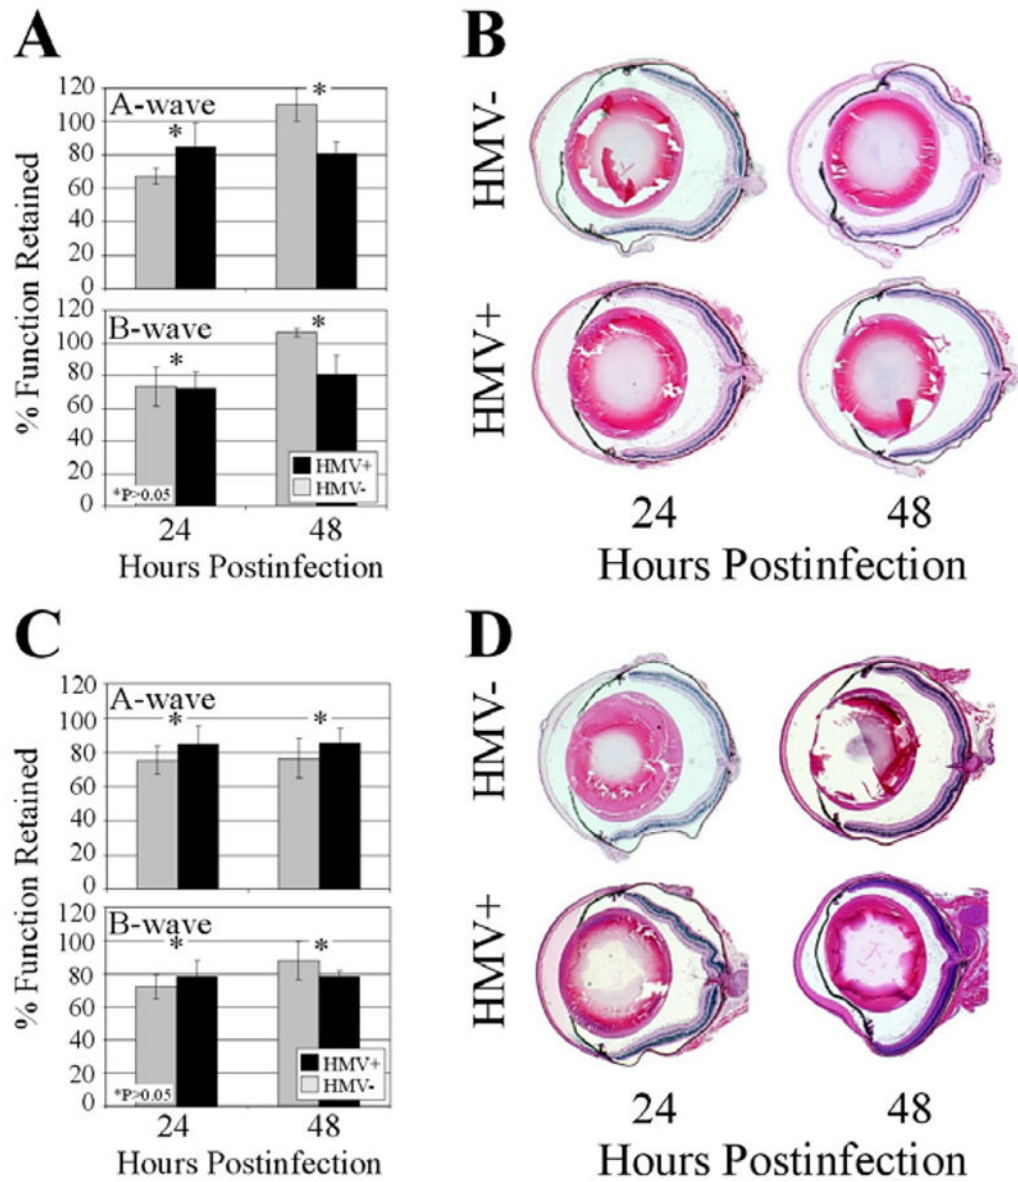 A
120
100
80
60
40
20
0
A-wave
*
*
120
100
80
60
40
20
0
B-wave
*
*
HMV+
HMV-
*P>0.05
% Function Retained
24 48
Hours Postinfection
B
HMV-
HMV+
24 48
Hours Postinfection
C
120
100
80
60
40
20
0
A-wave
*
*
120
100
80
60
40
20
0
B-wave
*
*
HMV+
HMV-
*P>0.05
% Function Retained
24 48
Hours Postinfection
D
HMV-
HMV+
24 48
Hours Postinfection